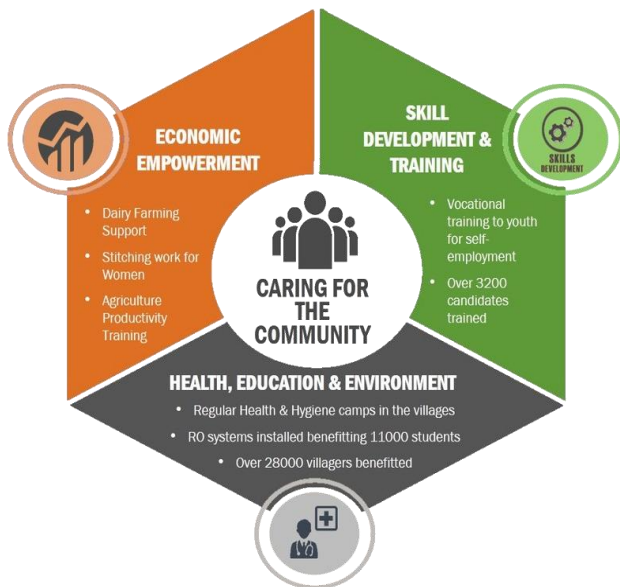 ECONOMIC
EMPOWERMENT
• Dairy Farming
Support
• Stitching work for
Women
• Agriculture
Productivity
Training
SKILL
DEVELOPMENT &
TRAINING
SKILLS
DEVELOPMENT
• Vocational
training to youth
for self-
employment
• Over 3200
candidates
trained
CARING FOR
THE
COMMUNITY
HEALTH, EDUCATION & ENVIRONMENT
• Regular Health & Hygiene camps in the villages
• RO systems installed benefitting 11000 students
• Over 28000 villagers benefitted